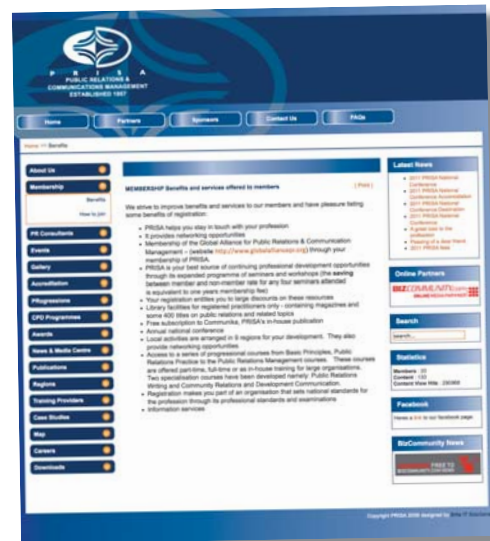 P R I S A
PUBLIC RELATIONS &
COMMUNICATIONS MANAGEMENT
ESTABLISHED 1957
Home
Partners
Sponsors
Contact Us
FAQs
Home >> Benefits
About Us
Membership
Benefits
How to join
PR Consultants
Events
Gallery
Accreditation
PRogressions
CPD Programmes
Awards
News & Media Centre
Publications
Regions
Training Providers
Case Studies
Map
Careers
Downloads
MEMBERSHIP Benefits and services offered to members
[ Print ]
We strive to improve benefits and services to our members and have pleasure listing
some benefits of registration:
• PRISA helps you stay in touch with your profession
• It provides networking opportunities
• Membership of the Global Alliance for Public Relations & Communication
Management – (website http://www.globalalliancepr.org) through your
membership of PRISA.
• PRISA is your best source of continuing professional development opportunities
through its expanded programme of seminars and workshops (the saving
between member and non-member rate for any four seminars attended
is equivalent to one years membership fee)
• Your registration entitles you to large discounts on these resources
• Library facilities for registered practitioners only - containing magazines and
some 400 titles on public relations and related topics
• Free subscription to Communika, PRISA's in-house publication
• Annual national conference
• Local activities are arranged in 9 regions for your development. They also
provide networking opportunities
• Access to a series of progressional courses from Basic Principles, Public
Relations Practice to the Public Relations Management courses. These courses
are offered part-time, full-time or as in-house training for large organisations.
Two specialisation courses have been developed namely: Public Relations
Writing and Community Relations and Development Communication.
• Registration makes you part of an organisation that sets national standards for
the profession through its professional standards and examinations
• Information services
Latest News
• 2011 PRISA National
Conference
• 2011 PRISA National
Conference Accommodation
• 2011 PRISA National
Conference Destination
• 2011 PRISA National
Conference
• A great loss to the
profession
• Passing of a dear friend
• 2011 PRISM
Online Partners
BIZCOMMUNITY.com
ONLINE MEDIA PARTNER
Search
search...
Statistics
Members : 20
Content : 130
Content View Hits :
Facebook
Heres a link to our facebook page
BizCommunity News
FREE TO
BIZCOMMUNITY.COM NEWS
Copyright PRISA 2009 designed by